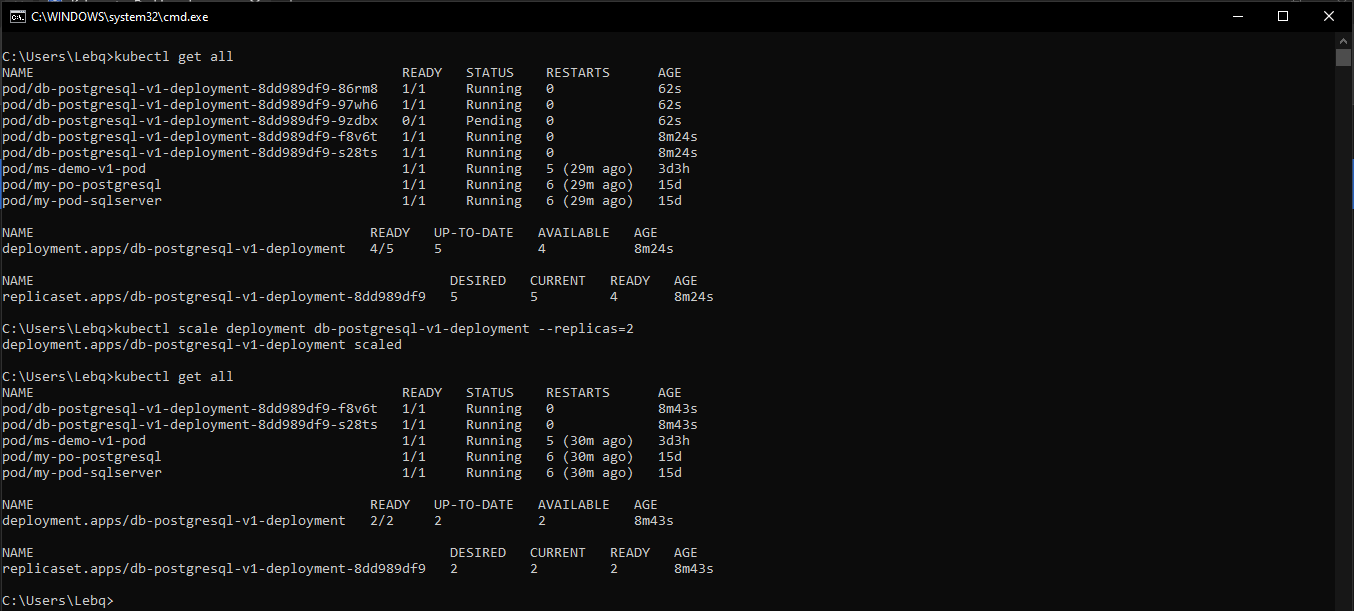 C:\WINDOWS\system32\cmd.exe
C:\Users\Lebq>kubectl get all
NAME READY STATUS RESTARTS AGE
pod/db-postgresql-v1-deployment-8dd989df9-86rm8 1/1 Running 0 62s
pod/db-postgresql-v1-deployment-8dd989df9-97wh6 1/1 Running 0 62s
pod/db-postgresql-v1-deployment-8dd989df9-9zdbx 0/1 Pending 0 62s
pod/db-postgresql-v1-deployment-8dd989df9-f8v6t 1/1 Running 0 8m24s
pod/db-postgresql-v1-deployment-8dd989df9-s28ts 1/1 Running 0 8m24s
pod/ms-demo-v1-pod 1/1 Running 5 (29m ago) 3d3h
pod/my-po-postgresql 1/1 Running 6 (29m ago) 15d
pod/my-pod-sqlserver 1/1 Running 6 (29m ago) 15d
NAME READY UP-TO-DATE AVAILABLE AGE
deployment.apps/db-postgresql-v1-deployment 4/5 5 4 8m24s
NAME DESIRED CURRENT READY AGE
replicaset.apps/db-postgresql-v1-deployment-8dd989df9 5 5 4 8m24s
C:\Users\Lebq>kubectl scale deployment db-postgresql-v1-deployment --replicas=2
deployment.apps/db-postgresql-v1-deployment scaled
C:\Users\Lebq>kubectl get all
NAME READY STATUS RESTARTS AGE
pod/db-postgresql-v1-deployment-8dd989df9-f8v6t 1/1 Running 0 8m43s
pod/db-postgresql-v1-deployment-8dd989df9-s28ts 1/1 Running 0 8m43s
pod/ms-demo-v1-pod 1/1 Running 5 (30m ago) 3d3h
pod/my-po-postgresql 1/1 Running 6 (30m ago) 15d
pod/my-pod-sqlserver 1/1 Running 6 (30m ago) 15d
NAME READY UP-TO-DATE AVAILABLE AGE
deployment.apps/db-postgresql-v1-deployment 2/2 2 2 8m43s
NAME DESIRED CURRENT READY AGE
replicaset.apps/db-postgresql-v1-deployment-8dd989df9 2 2 2 8m43s
C:\Users\Lebq>